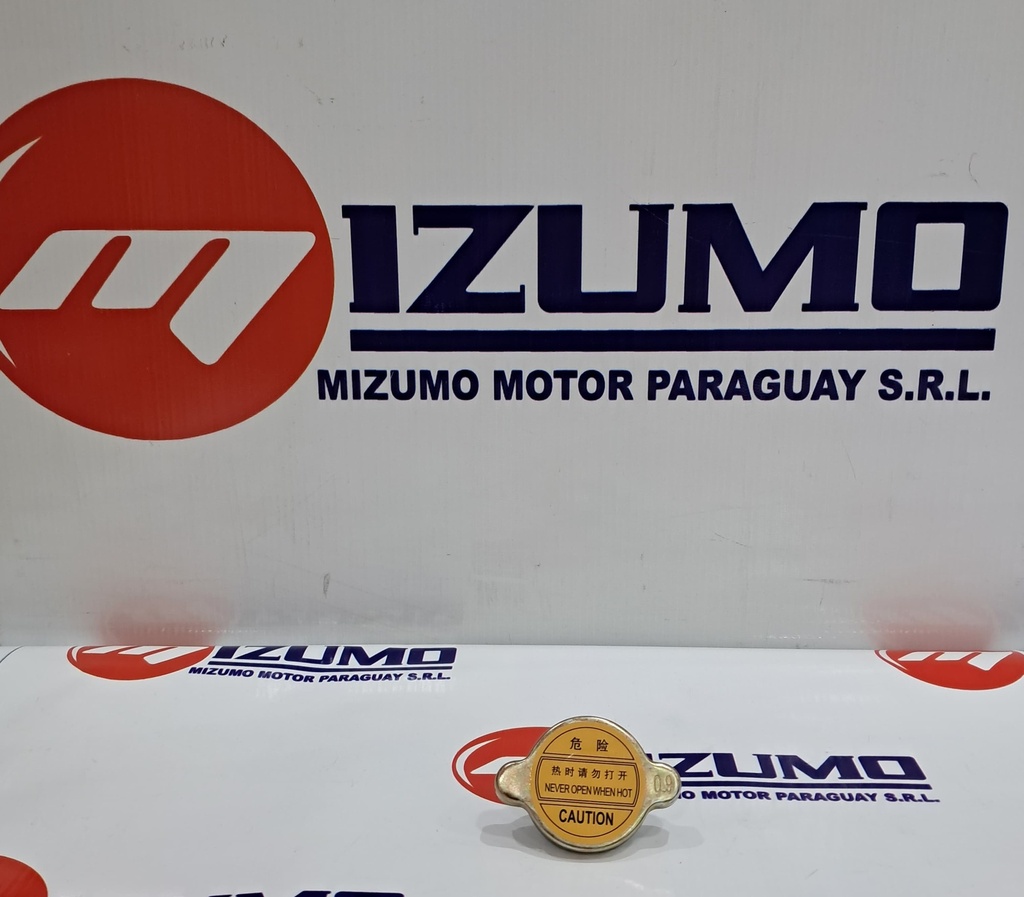 MIZUMO
MIZUMO MOTOR PARAGUAY S.R.L.
MIZUMO
MIZUMO MOTOR PARAGUAY S.R.L.
危险
热时请勿打开
NEVER OPEN WHEN HOT
CAUTION
0.9
IZUMO
MOTOR PARAGUAY S.R.L.